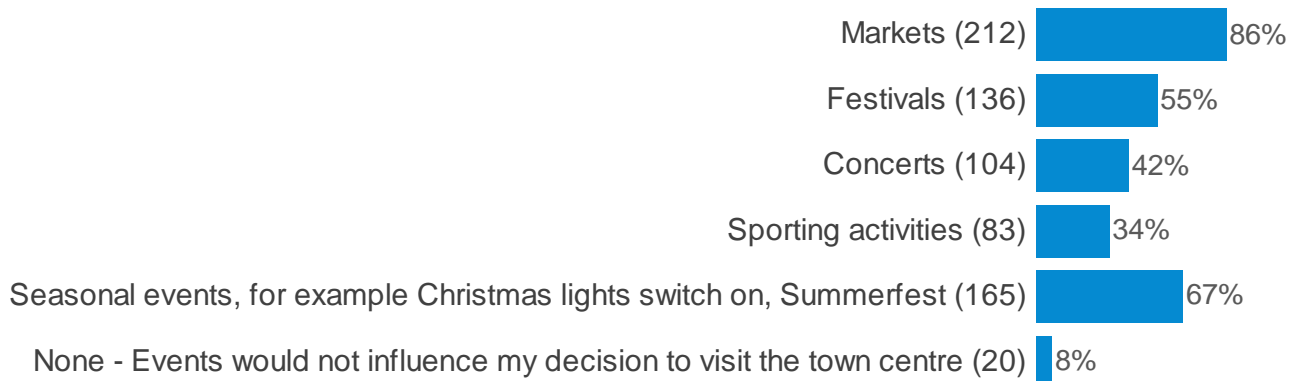 Markets (212) 86%
Festivals (136) 55%
Concerts (104) 42%
Sporting activities (83) 34%
Seasonal events, for example Christmas lights switch on, Summerfest (165) 67%
None - Events would not influence my decision to visit the town centre (20) 8%